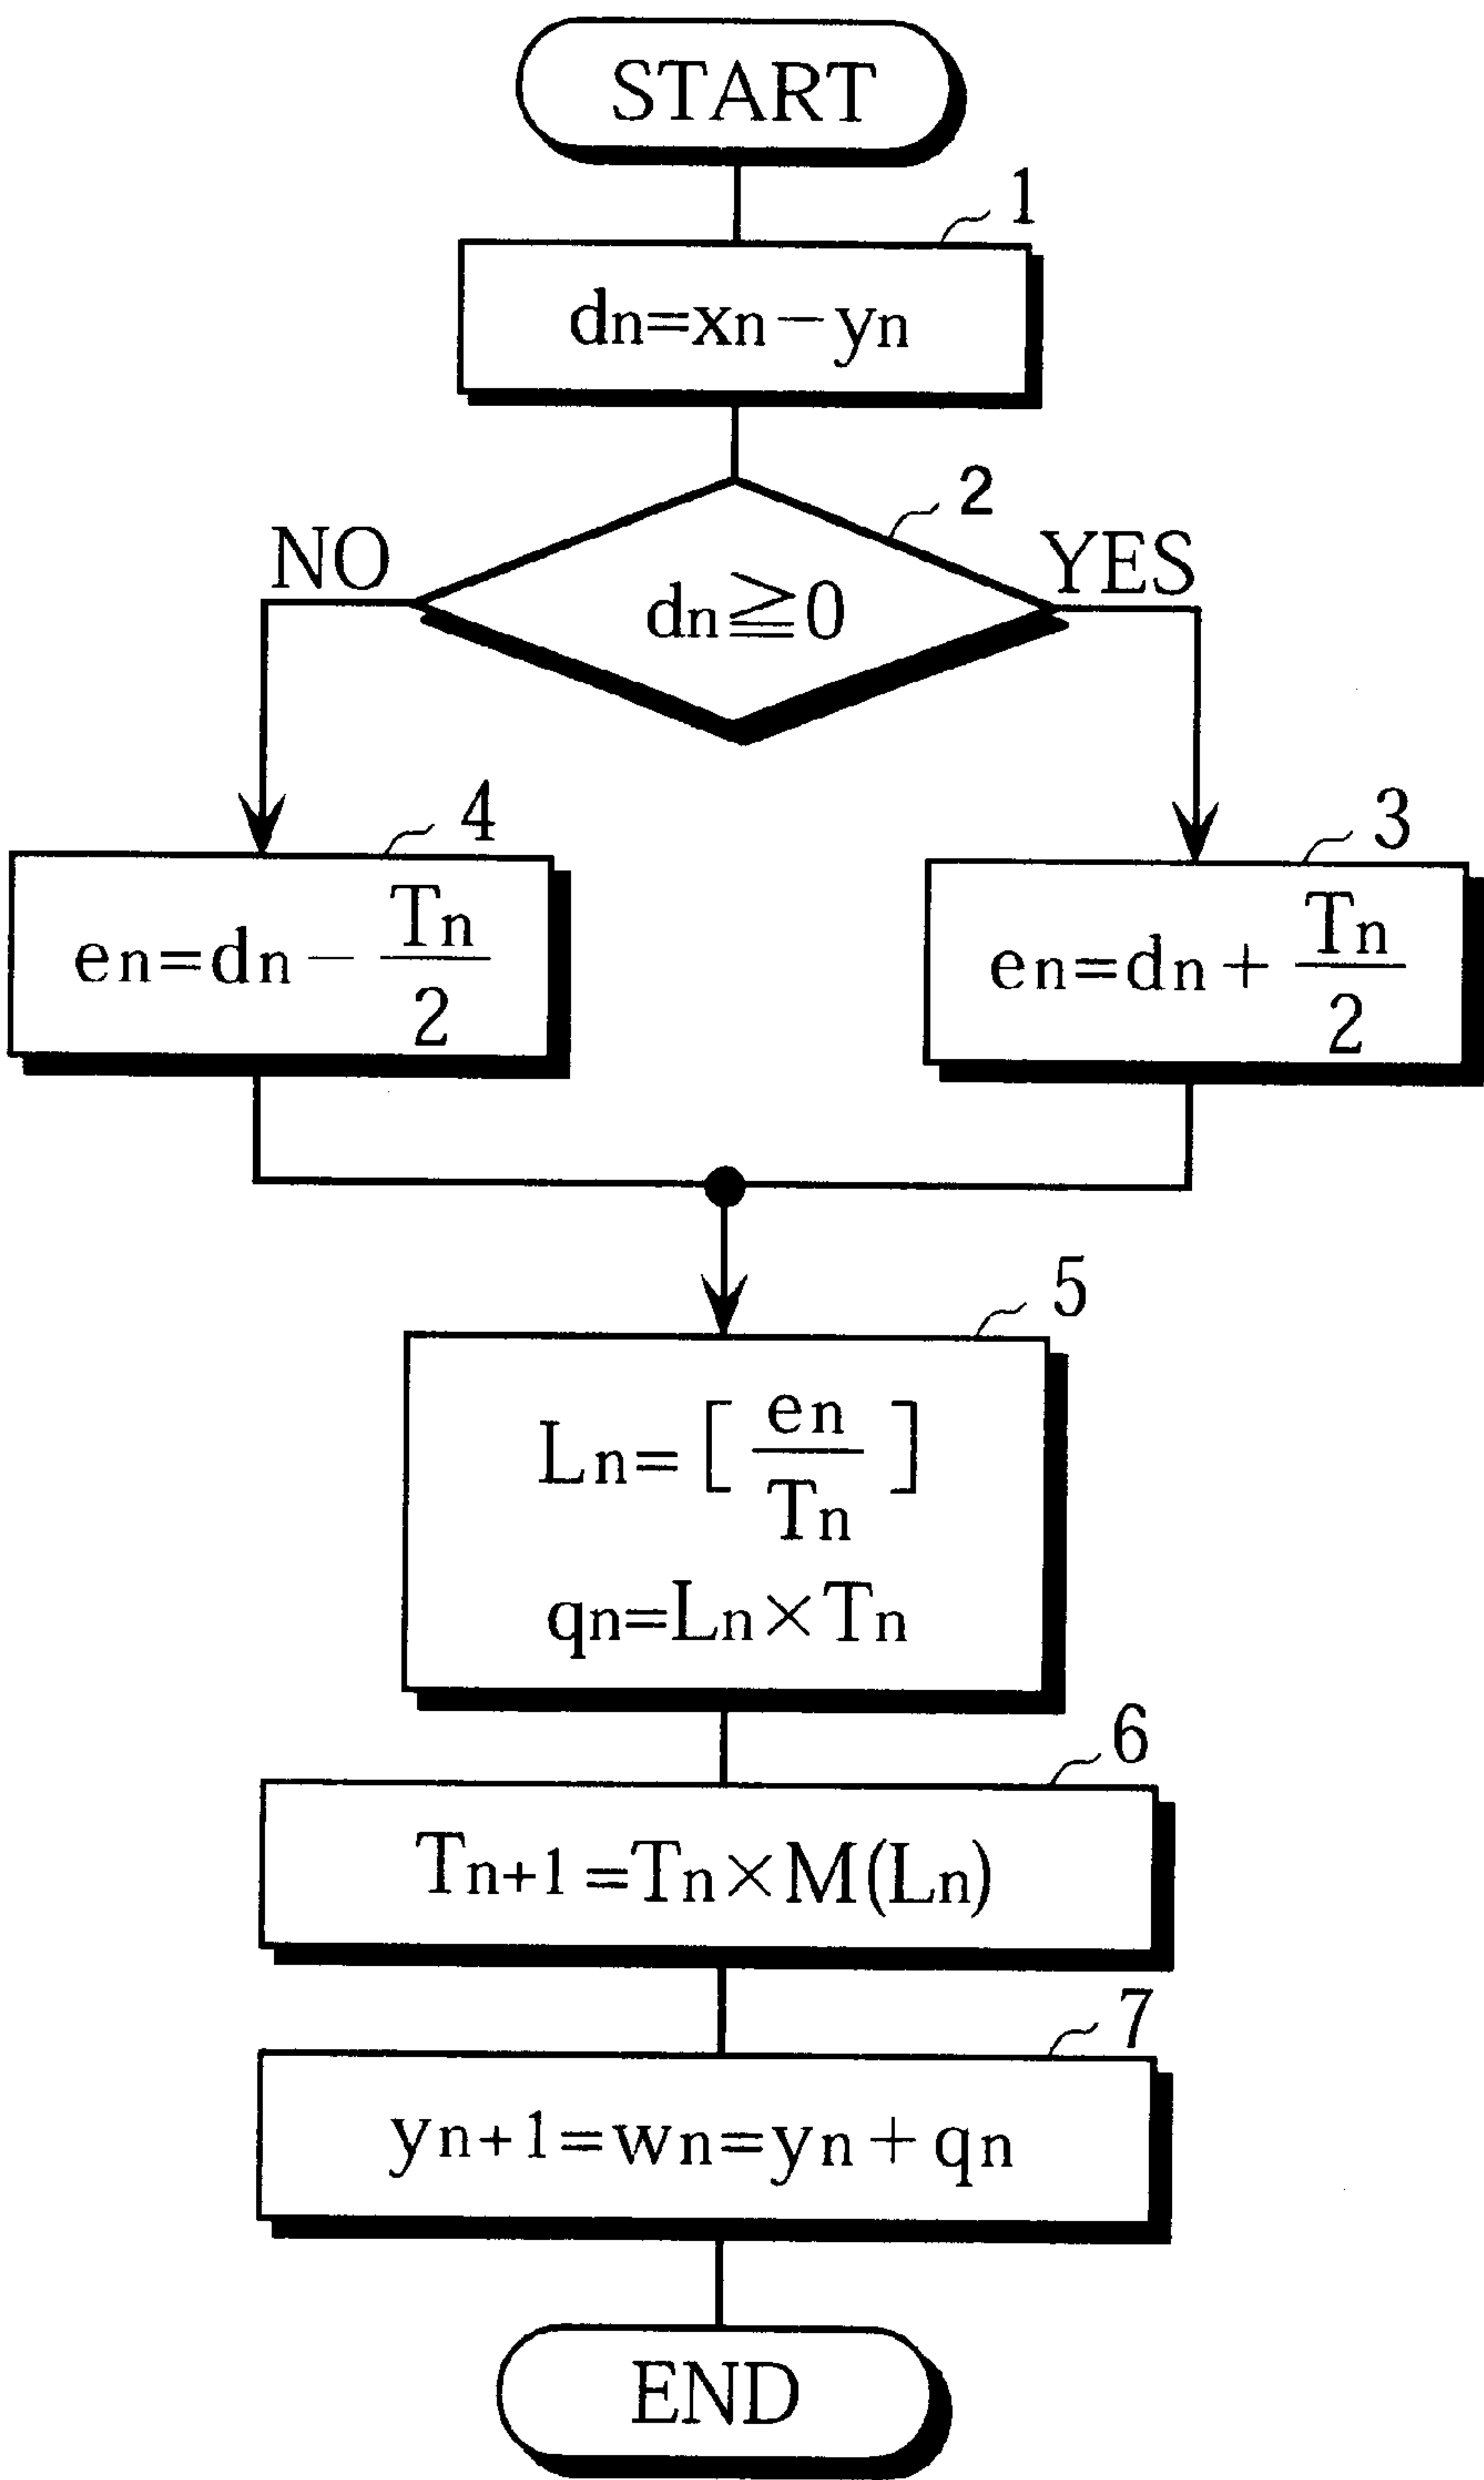 START
1
dn=xn−yn
2
NO
YES
dn≧0
4
3
en=dn−Tn/2
en=dn+Tn/2
5
Ln=[en/Tn]
qn=Ln×Tn
6
Tn+1=Tn×M(Ln)
7
yn+1=wn=yn+qn
END